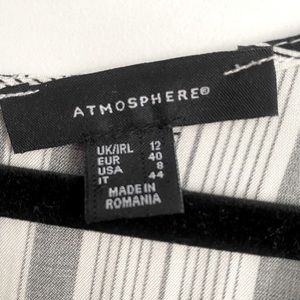 ATMOSPHERE®
UK/IRL 12
EUR 40
USA 8
IT 44
MADE IN
ROMANIA